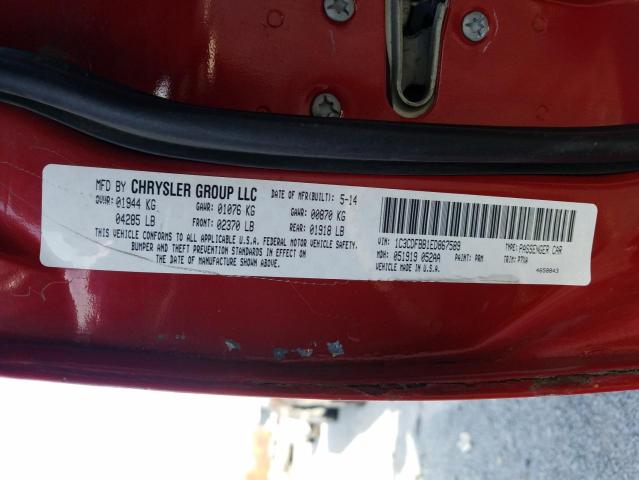 MFD BY CHRYSLER GROUP LLC DATE OF MFR(BUILT): 5-14
GVWR: 01944 KG GAWR: 01076 KG GAWR: 00870 KG
04285 LB FRONT: 02370 LB REAR: 01918 LB
THIS VEHICLE CONFORMS TO ALL APPLICABLE U.S.A. FEDERAL MOTOR VEHICLE SAFETY,
BUMPER AND THEFT PREVENTION STANDARDS IN EFFECT ON
THE DATE OF MANUFACTURE SHOWN ABOVE.
VIN: 1C3CDFBB1ED867589 TYPE: PASSENGER CAR
MDH: 051919 052AA PAINT: PRM TRIM: PTVA
VEHICLE MADE IN U.S.A. 4658043